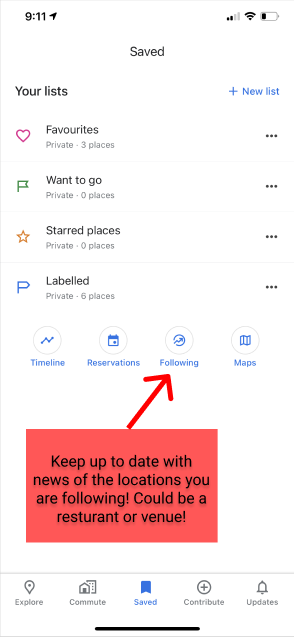 9:11
Saved
Your lists
+ New list
Favourites
Private · 3 places
Want to go
Private · 0 places
Starred places
Private · 0 places
Labelled
Private · 6 places
Timeline Reservations Following Maps
Keep up to date with
news of the locations you
are following! Could be a
resturant or venue!
Explore Commute Saved Contribute Updates